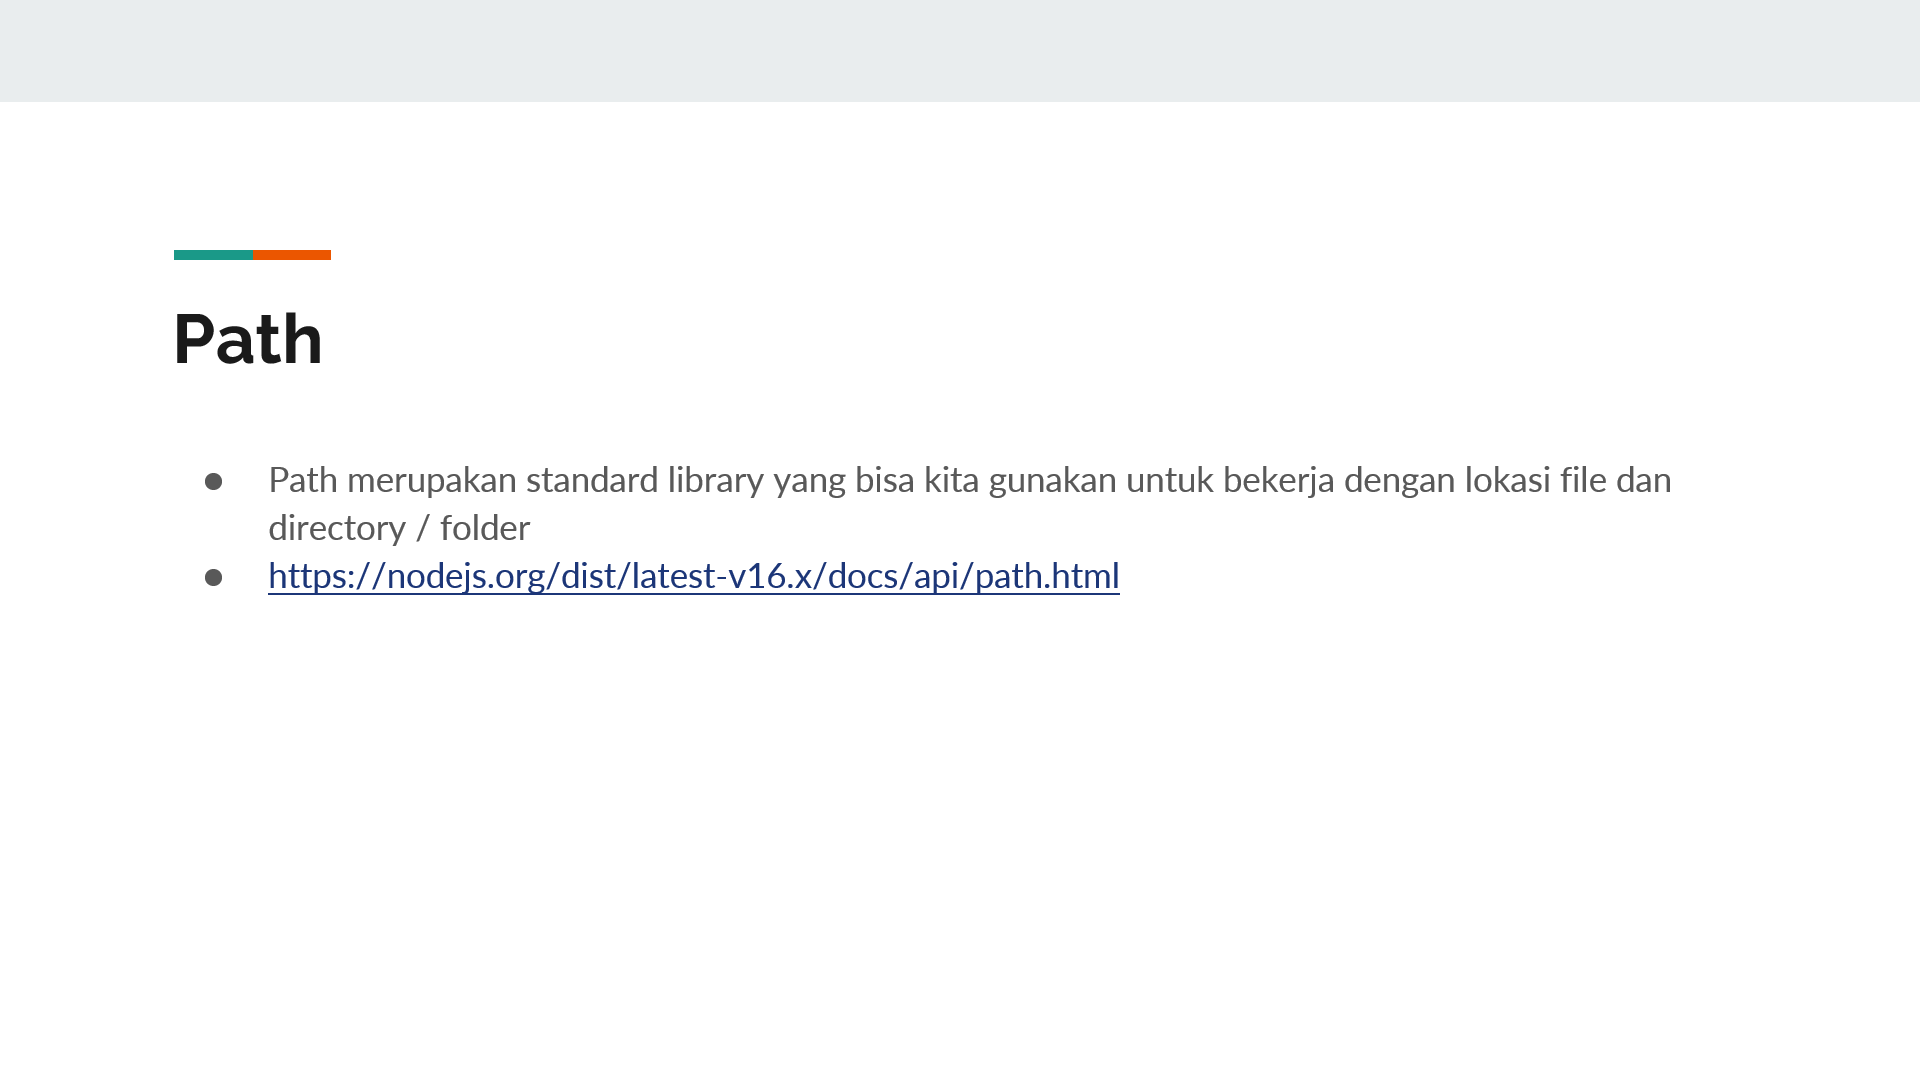 Path
● Path merupakan standard library yang bisa kita gunakan untuk bekerja dengan lokasi file dan
directory / folder
● https://nodejs.org/dist/latest-v16.x/docs/api/path.html